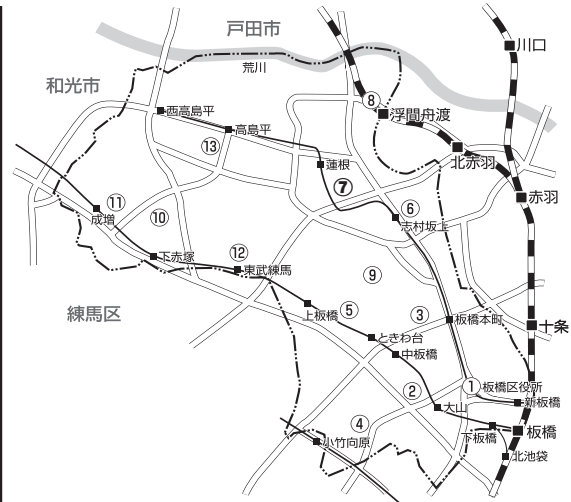 戸田市
川口
荒川
和光市
⑧
浮間舟渡
西高島平
高島平
⑬
北赤羽
蓮根
⑦
赤羽
⑪
⑩
⑥
成増
志村坂上
下赤塚
⑫
東武練馬
⑨
練馬区
上板橋
⑤
③
板橋本町
十条
ときわ台
中板橋
①
板橋区役所
②
大山
新板橋
④
下板橋
板橋
小竹向原
北池袋